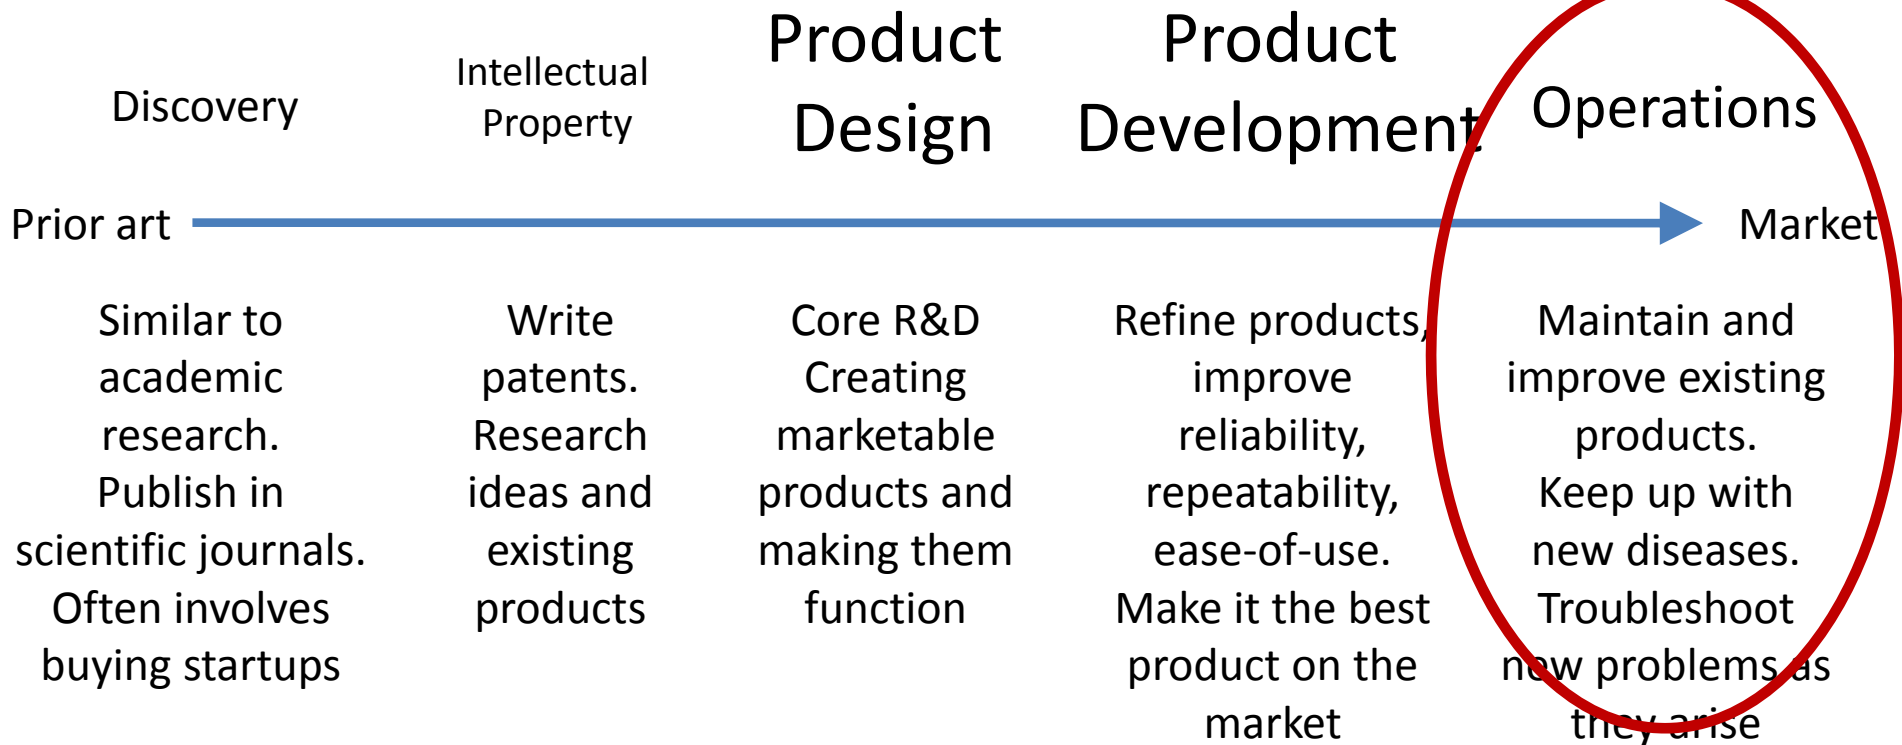 Discovery
Intellectual
Property
Product
Design
Product
Development
Operations
Prior art
Market
Similar to
academic
research.
Publish in
scientific journals.
Often involves
buying startups
Write
patents.
Research
ideas and
existing
products
Core R&D
Creating
marketable
products and
making them
function
Refine products,
improve
reliability,
repeatability,
ease-of-use.
Make it the best
product on the
market
Maintain and
improve existing
products.
Keep up with
new diseases.
Troubleshoot
new problems as
they arise